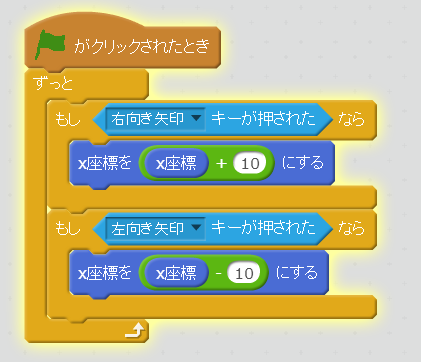 がクリックされたとき
ずっと
もし 右向き矢印 キーが押された なら
x座標を x座標 + 10 にする
もし 左向き矢印 キーが押された なら
x座標を x座標 - 10 にする